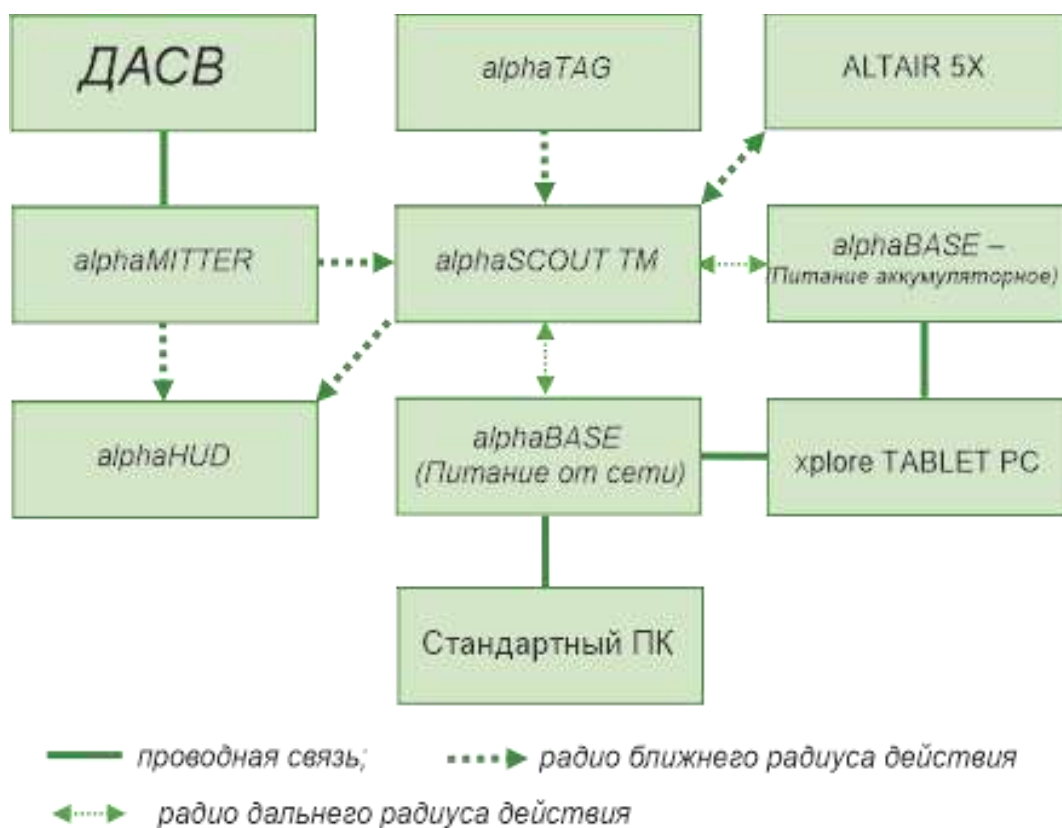 ДАСВ
alphaTAG
ALTAIR 5X
alphaMITTER
alphaSCOUT TM
alphaBASE –
(Питание аккумуляторное)
alphaHUD
alphaBASE
(Питание от сети)
xplore TABLET PC
Стандартный ПК
проводная связь;
радио ближнего радиуса действия
радио дальнего радиуса действия